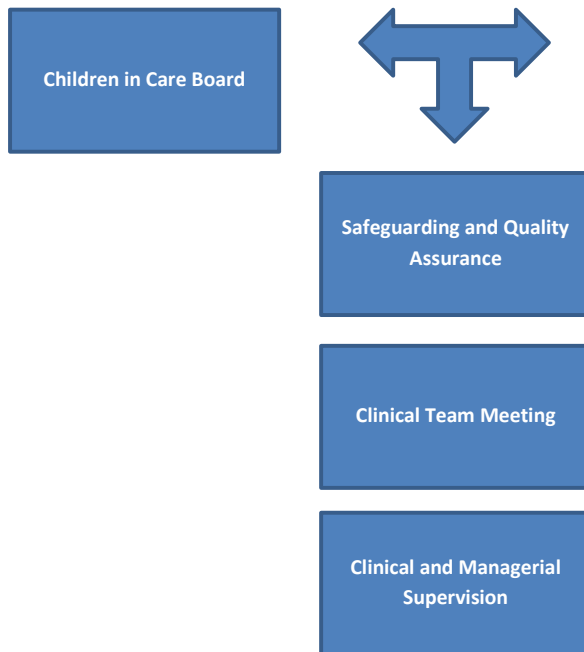 Children in Care Board
Safeguarding and Quality
Assurance
Clinical Team Meeting
Clinical and Managerial
Supervision